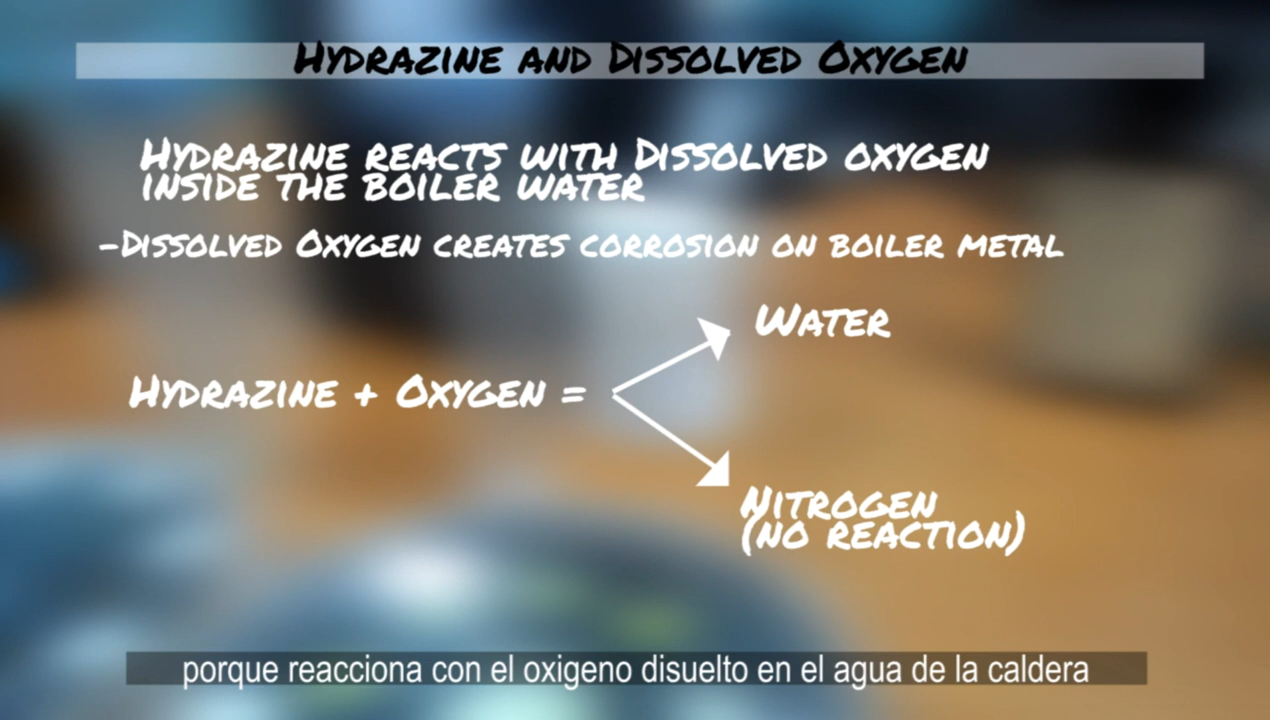 Hydrazine and Dissolved Oxygen
Hydrazine reacts with Dissolved oxygen
inside the boiler water
-Dissolved Oxygen creates corrosion on boiler metal
Water
Hydrazine + Oxygen =
Nitrogen
(no reaction)
porque reacciona con el oxigeno disuelto en el agua de la caldera